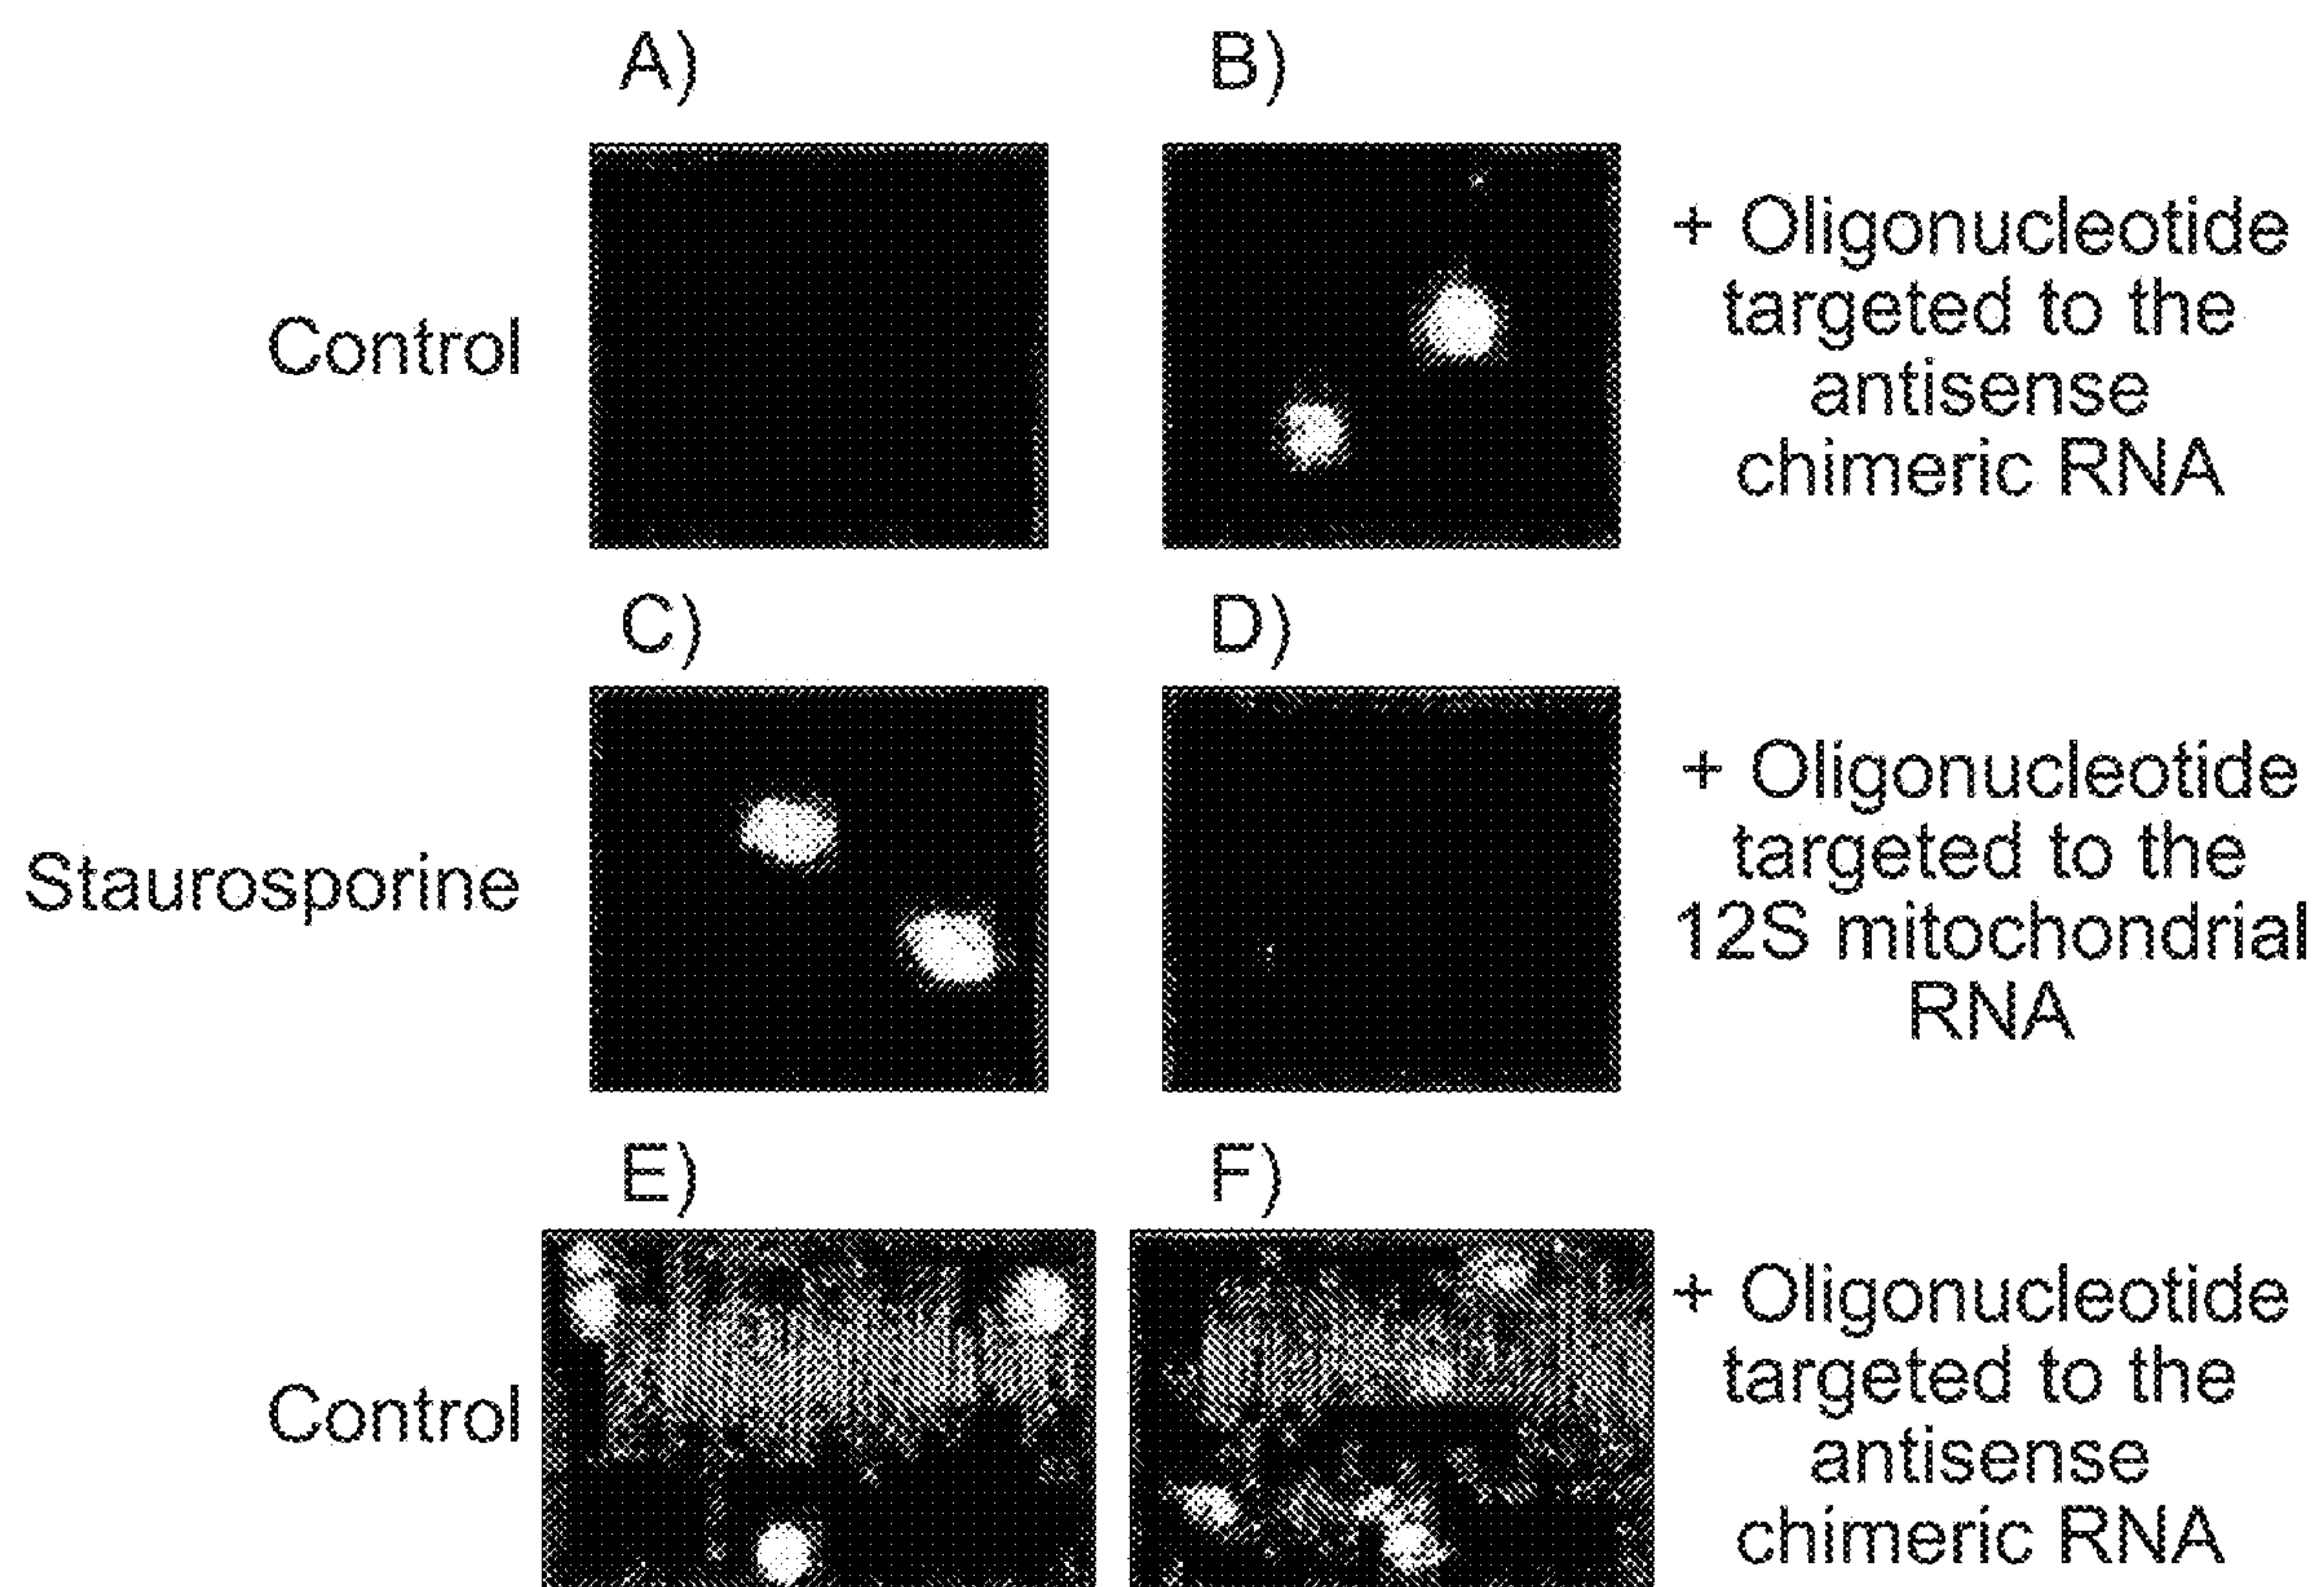 A)
B)
Control
+ Oligonucleotide
targeted to the
antisense
chimeric RNA
C)
D)
Staurosporine
+ Oligonucleotide
targeted to the
12S mitochondrial
RNA
E)
F)
Control
+ Oligonucleotide
targeted to the
antisense
chimeric RNA